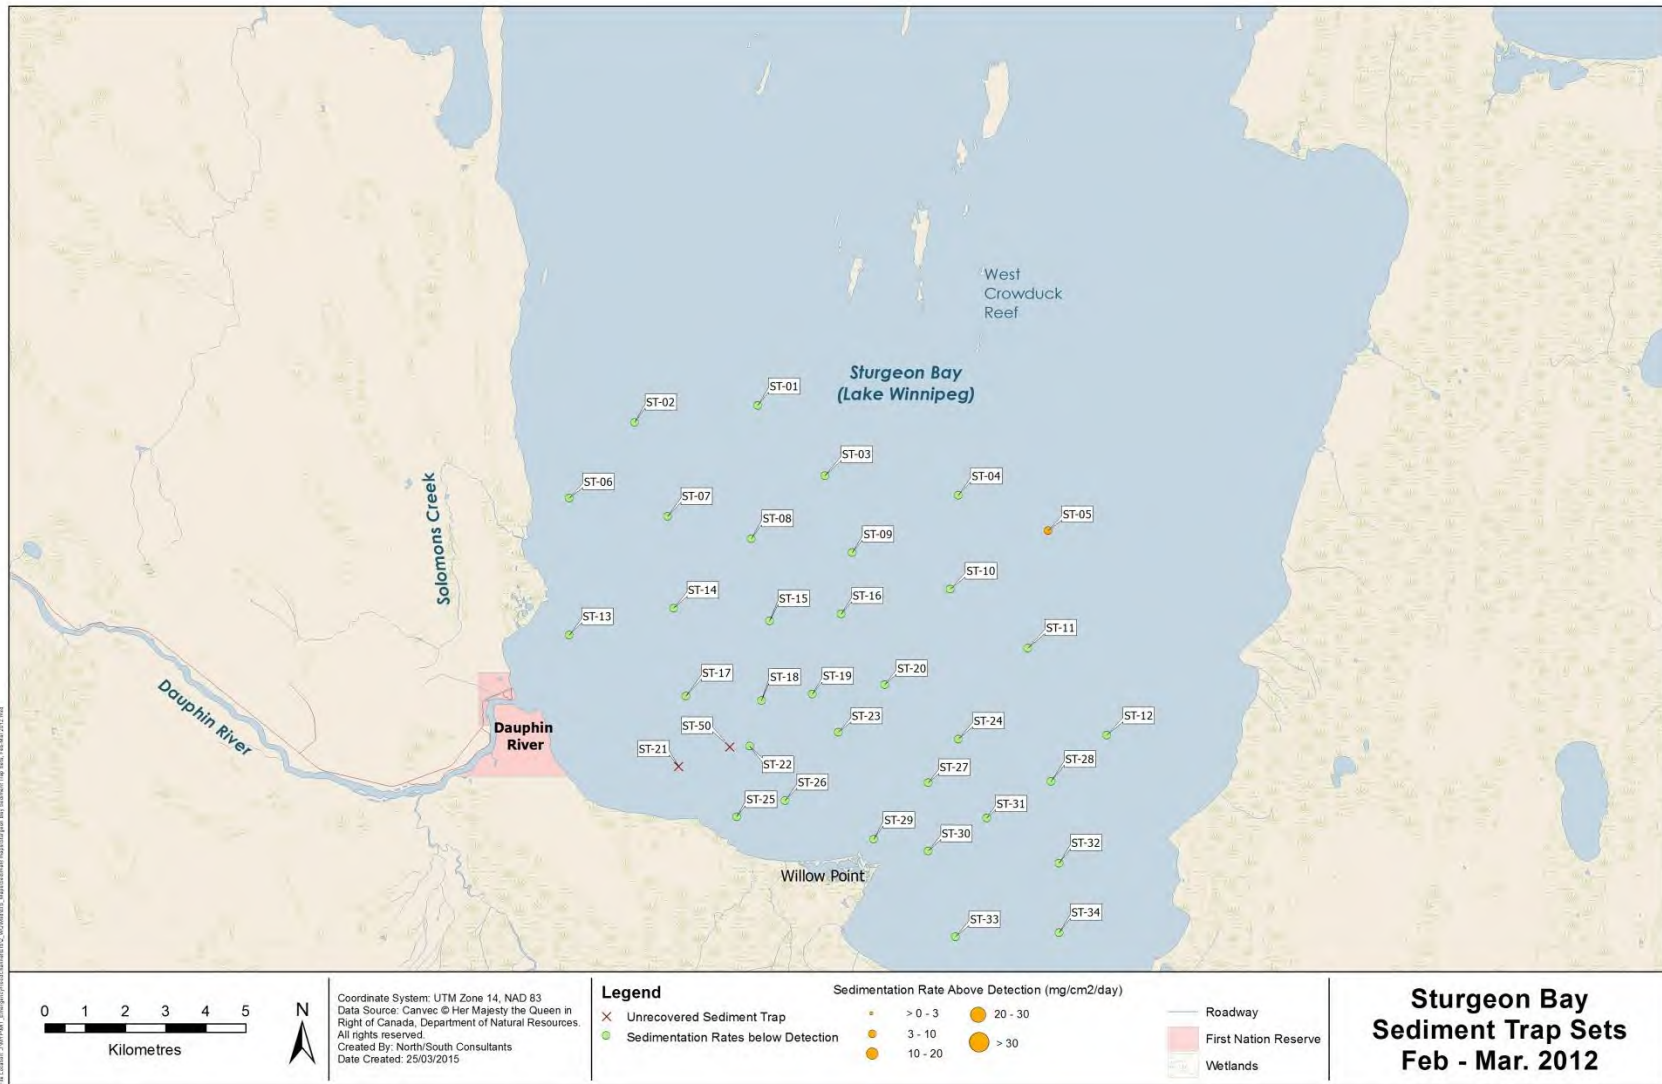 West
Crowduck
Reef
Sturgeon Bay
(Lake Winnipeg)
ST-01
ST-02
ST-03
ST-04
ST-05
ST-06
ST-07
ST-08
ST-09
ST-10
ST-11
ST-12
ST-13
ST-14
ST-15
ST-16
ST-17
ST-18
ST-19
ST-20
ST-21
ST-50
ST-22
ST-23
ST-24
ST-25
ST-26
ST-27
ST-28
ST-29
ST-30
ST-31
ST-32
ST-33
ST-34
Solomons Creek
Dauphin River
Dauphin
River
Willow Point
0 1 2 3 4 5
Kilometres
N
Coordinate System: UTM Zone 14, NAD 83
Data Source: Canvec © Her Majesty the Queen in
Right of Canada, Department of Natural Resources.
All rights reserved.
Created By: North/South Consultants
Date Created: 25/03/2015
Legend
Unrecovered Sediment Trap
Sedimentation Rates below Detection
Sedimentation Rate Above Detection (mg/cm2/day)
> 0 - 3
3 - 10
10 - 20
20 - 30
> 30
Roadway
First Nation Reserve
Wetlands
Sturgeon Bay
Sediment Trap Sets
Feb - Mar. 2012